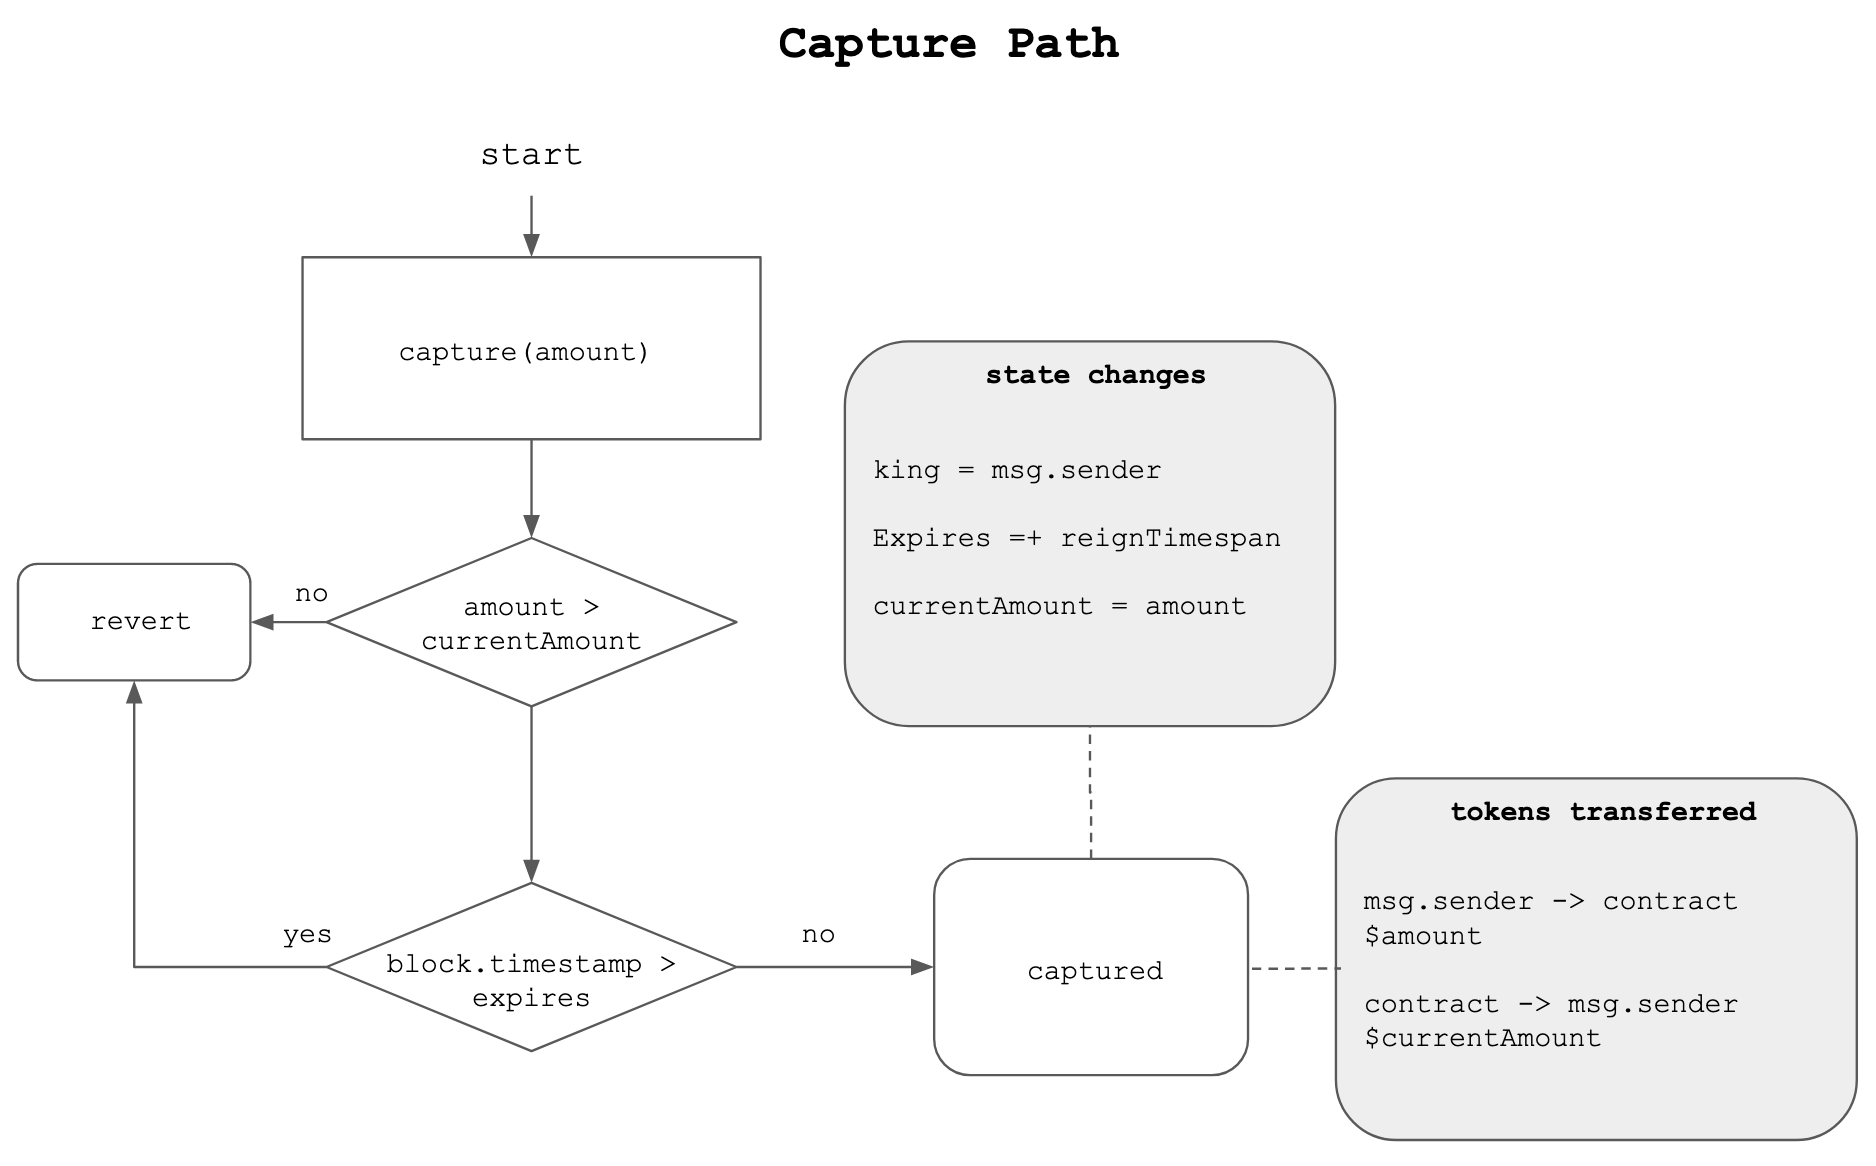 Capture Path
start
capture(amount)
state changes
king = msg.sender
Expires =+ reignTimespan
currentAmount = amount
no
revert
amount >
currentAmount
tokens transferred
msg.sender -> contract
$amount
contract -> msg.sender
$currentAmount
yes
block.timestamp >
expires
no
captured